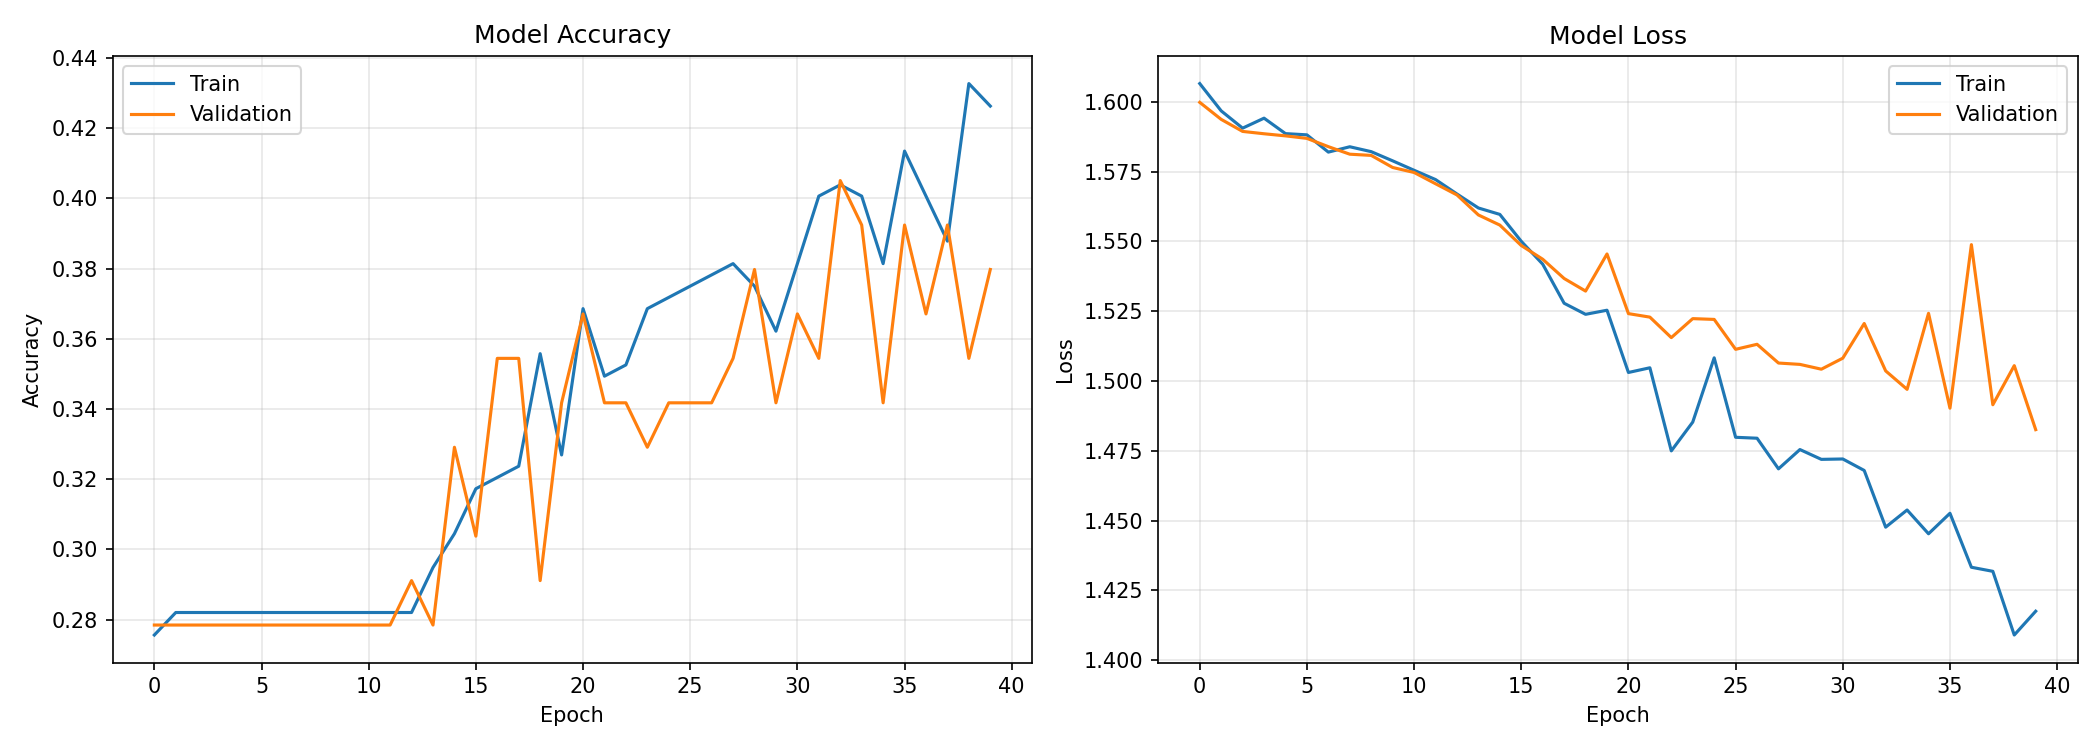 Model Accuracy
Train
Validation
0.44
0.42
0.40
0.38
0.36
0.34
0.32
0.30
0.28
Accuracy
0 5 10 15 20 25 30 35 40
Epoch
Model Loss
Train
Validation
1.600
1.575
1.550
1.525
1.500
1.475
1.450
1.425
1.400
Loss
0 5 10 15 20 25 30 35 40
Epoch